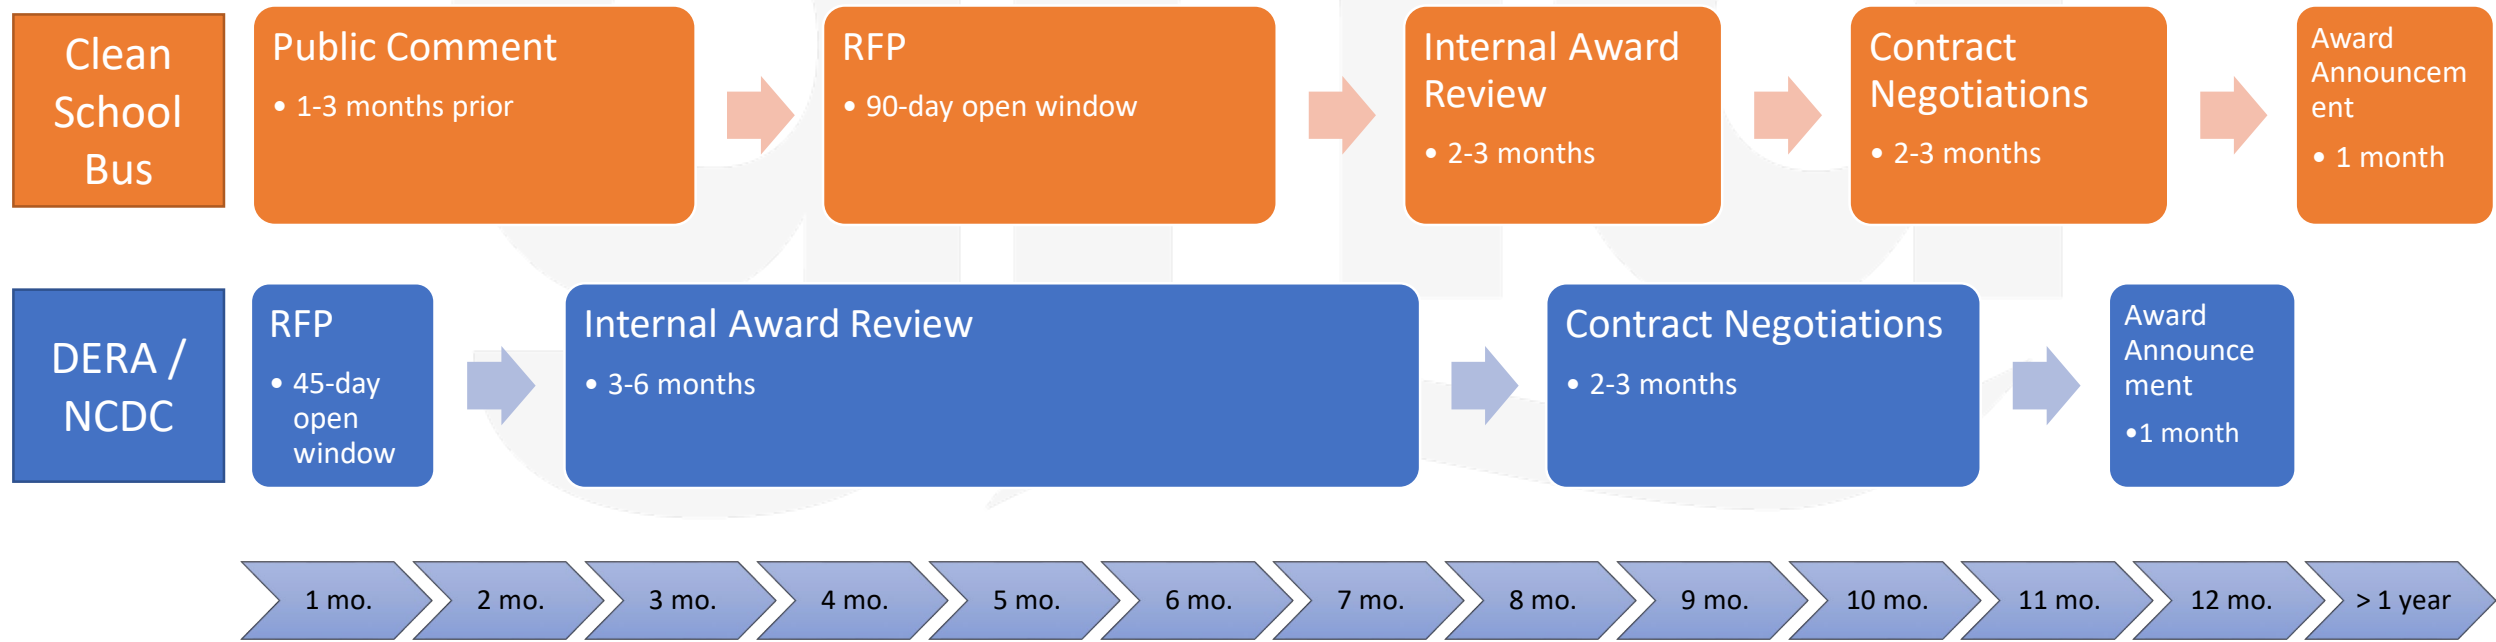 Clean
School
Bus
Public Comment
• 1-3 months prior
RFP
• 90-day open window
Internal Award
Review
• 2-3 months
Contract
Negotiations
• 2-3 months
Award
Announcem
ent
• 1 month
DERA /
NCDC
RFP
• 45-day
open
window
Internal Award Review
• 3-6 months
Contract Negotiations
• 2-3 months
Award
Announce
ment
•1 month
1 mo.
2 mo.
3 mo.
4 mo.
5 mo.
6 mo.
7 mo.
8 mo.
9 mo.
10 mo.
11 mo.
12 mo.
> 1 year